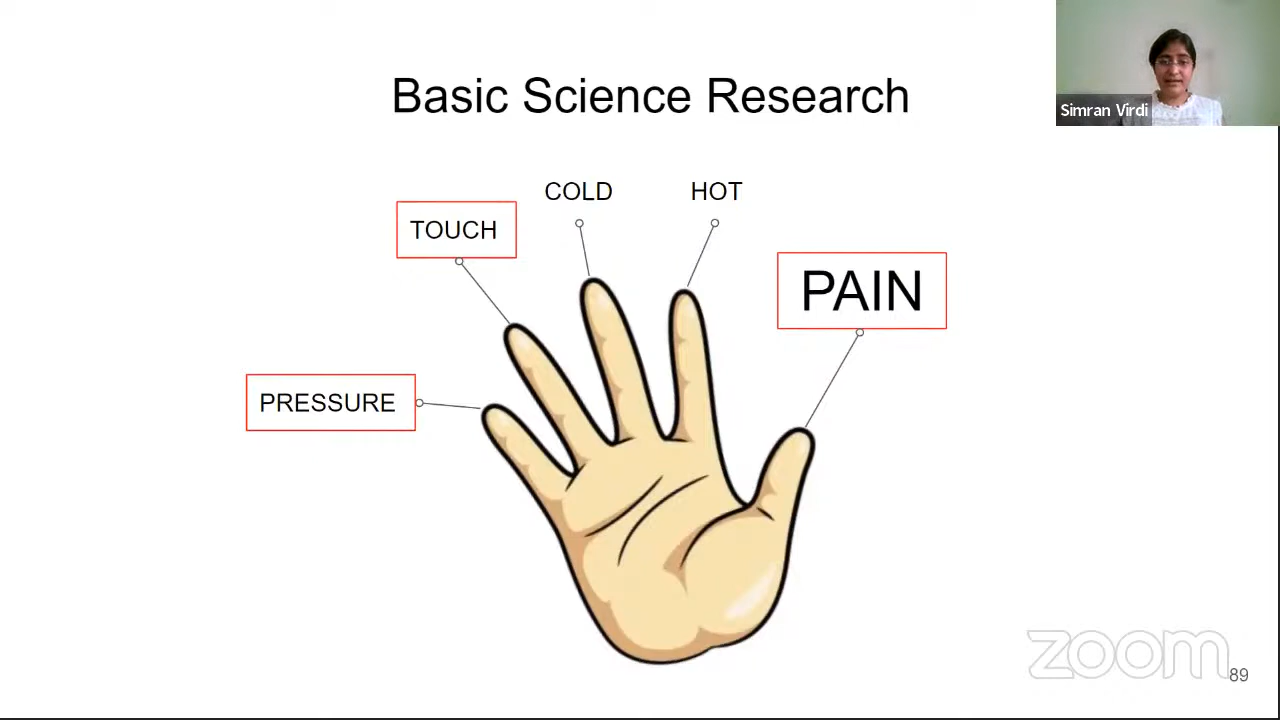 Basic Science Research
Simran Virdi
COLD
HOT
TOUCH
PAIN
PRESSURE
zoom
89